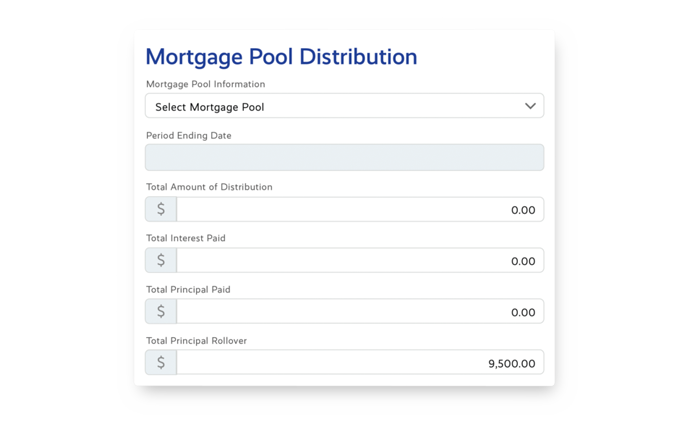 Mortgage Pool Distribution
Mortgage Pool Information
Select Mortgage Pool
Period Ending Date
Total Amount of Distribution
$ 0.00
Total Interest Paid
$ 0.00
Total Principal Paid
$ 0.00
Total Principal Rollover
$ 9,500.00